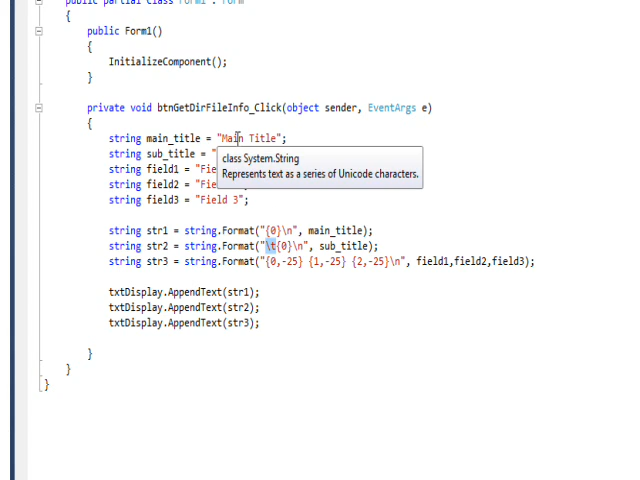 public partial class Form1 : Form
{
public Form1()
{
InitializeComponent();
}
private void btnGetDirFileInfo_Click(object sender, EventArgs e)
{
string main_title = "Main Title";
string sub_title = "
class System.String
Represents text as a series of Unicode characters.
string field1 = "Fie
string field2 = "Fie
string field3 = "Field 3";
string str1 = string.Format("{0}\n", main_title);
string str2 = string.Format("\t{0}\n", sub_title);
string str3 = string.Format("{0,-25} {1,-25} {2,-25}\n", field1,field2,field3);
txtDisplay.AppendText(str1);
txtDisplay.AppendText(str2);
txtDisplay.AppendText(str3);
}
}
}